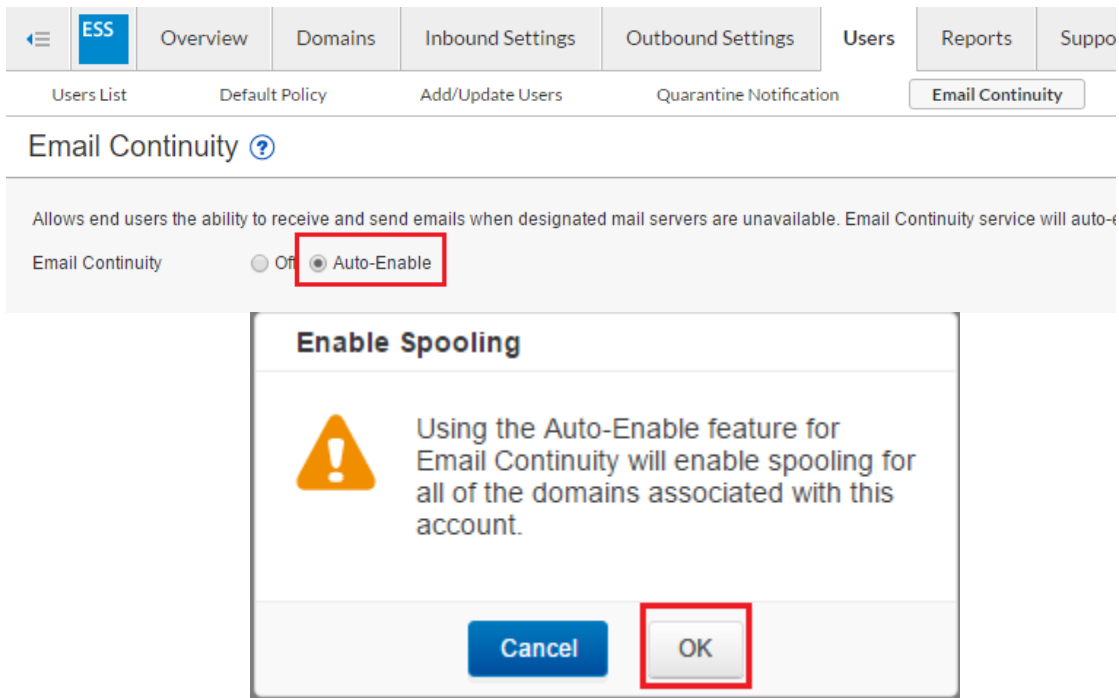 ESS Overview Domains Inbound Settings Outbound Settings Users Reports Suppo
Users List Default Policy Add/Update Users Quarantine Notification Email Continuity
Email Continuity ?
Allows end users the ability to receive and send emails when designated mail servers are unavailable. Email Continuity service will auto-e
Email Continuity Off Auto-Enable
Enable Spooling
Using the Auto-Enable feature for
Email Continuity will enable spooling for
all of the domains associated with this
account.
Cancel OK